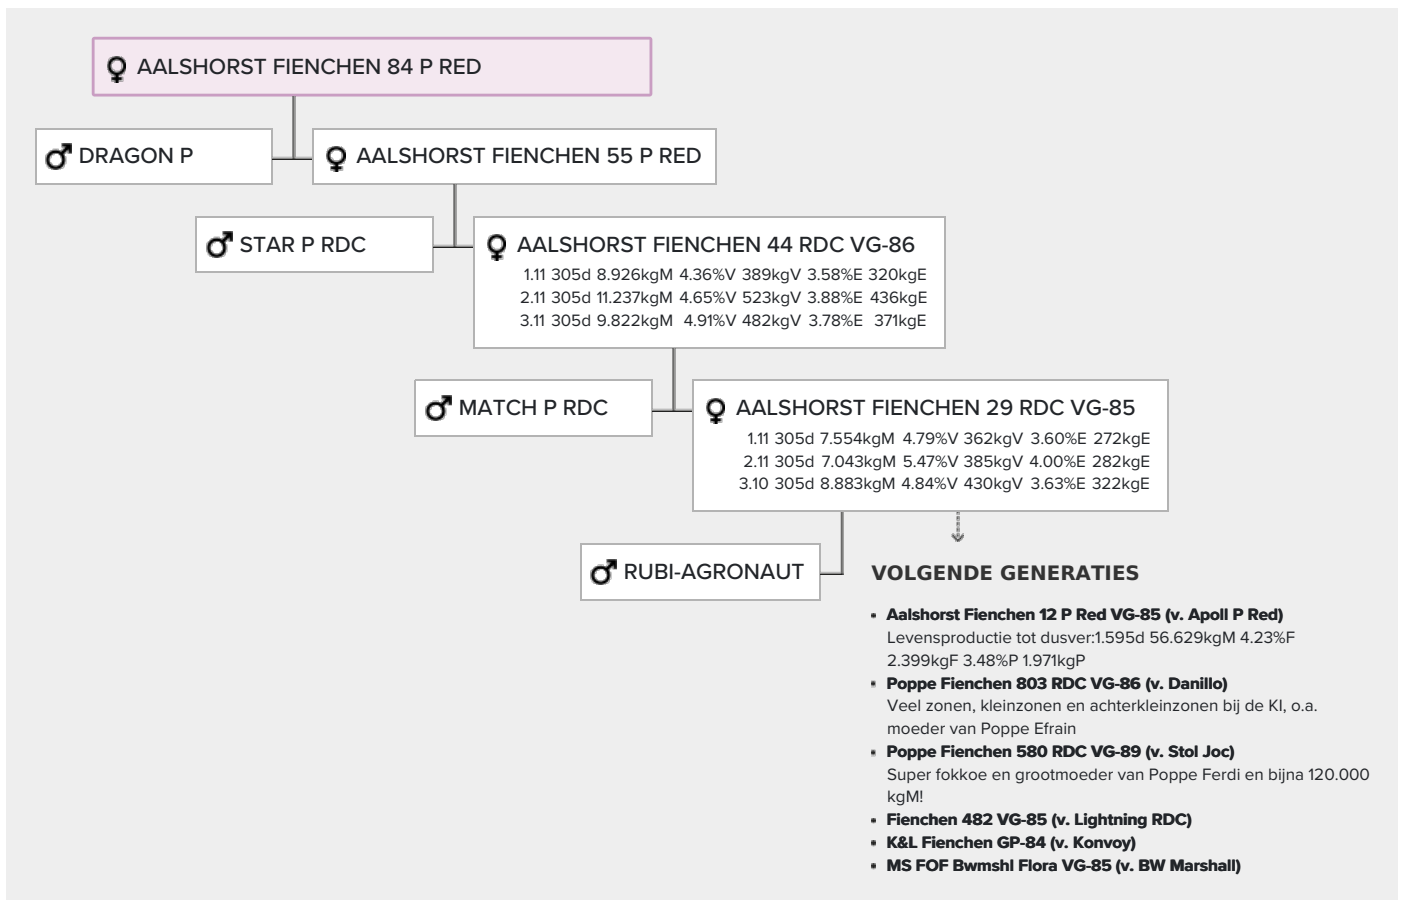 AALSHORST FIENCHEN 84 P RED
DRAGON P
AALSHORST FIENCHEN 55 P RED
STAR P RDC
AALSHORST FIENCHEN 44 RDC VG-86
1.11 305d 8.926kgM 4.36%V 389kgV 3.58%E 320kgE
2.11 305d 11.237kgM 4.65%V 523kgV 3.88%E 436kgE
3.11 305d 9.822kgM 4.91%V 482kgV 3.78%E 371kgE
MATCH P RDC
AALSHORST FIENCHEN 29 RDC VG-85
1.11 305d 7.554kgM 4.79%V 362kgV 3.60%E 272kgE
2.11 305d 7.043kgM 5.47%V 385kgV 4.00%E 282kgE
3.10 305d 8.883kgM 4.84%V 430kgV 3.63%E 322kgE
RUBI-AGRONAUT
VOLGENDE GENERATIES
▪ Aalshorst Fienchen 12 P Red VG-85 (v. Apoll P Red)
Levensproductie tot dusver:1.595d 56.629kgM 4.23%F
2.399kgF 3.48%P 1.971kgP
▪ Poppe Fienchen 803 RDC VG-86 (v. Danillo)
Veel zonen, kleinzonen en achterkleinzonen bij de KI, o.a.
moeder van Poppe Efrain
▪ Poppe Fienchen 580 RDC VG-89 (v. Stol Joc)
Super fokkoe en grootmoeder van Poppe Ferdi en bijna 120.000
kgM!
▪ Fienchen 482 VG-85 (v. Lightning RDC)
▪ K&L Fienchen GP-84 (v. Konvoy)
▪ MS FOF Bwmshl Flora VG-85 (v. BW Marshall)